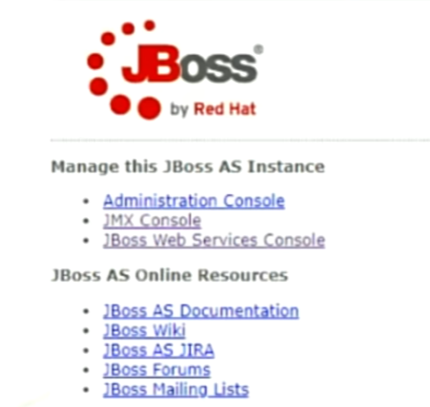 JBoss®
by Red Hat
Manage this JBoss AS Instance
• Administration Console
• JMX Console
• JBoss Web Services Console
JBoss AS Online Resources
• JBoss AS Documentation
• JBoss Wiki
• JBoss AS JIRA
• JBoss Forums
• JBoss Mailing Lists